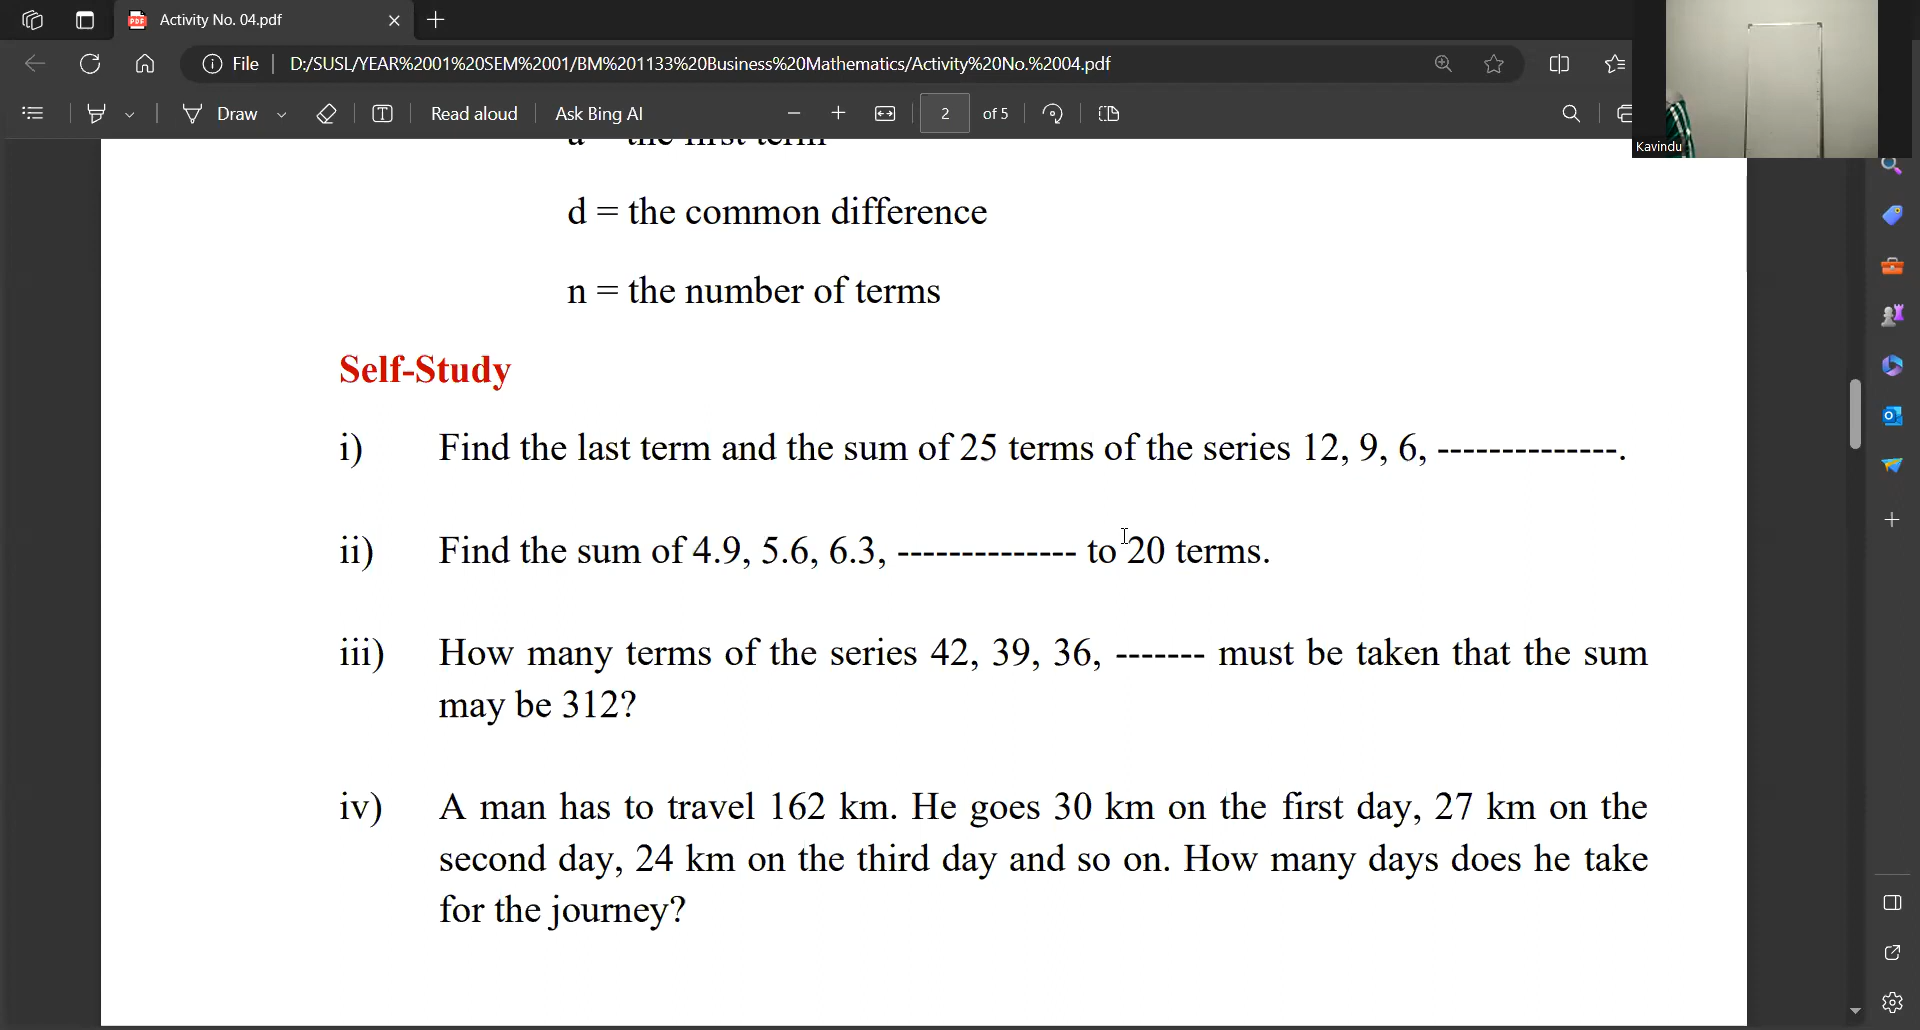 Activity No. 04.pdf
File
D:/SUSL/YEAR%2001%20SEM%2001/BM%201133%20Business%20Mathematics/Activity%20No.%2004.pdf
Draw
Read aloud
Ask Bing AI
2 of 5
Kavindu
a = the first term
d = the common difference
n = the number of terms
Self-Study
i) Find the last term and the sum of 25 terms of the series 12, 9, 6, --------------.
ii) Find the sum of 4.9, 5.6, 6.3, -------------- to 20 terms.
iii) How many terms of the series 42, 39, 36, ------- must be taken that the sum
may be 312?
iv) A man has to travel 162 km. He goes 30 km on the first day, 27 km on the
second day, 24 km on the third day and so on. How many days does he take
for the journey?